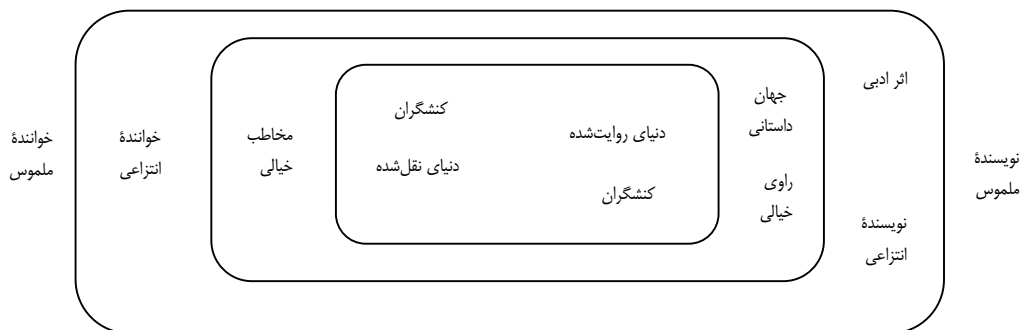 نویسندهٔ
ملموس
اثر ادبی
نویسندهٔ
انتزاعی
جهان
داستانی
راوی
خیالی
دنیای روایت‌شده
کنشگران
کنشگران
دنیای نقل‌شده
مخاطب
خیالی
خوانندهٔ
انتزاعی
خوانندهٔ
ملموس